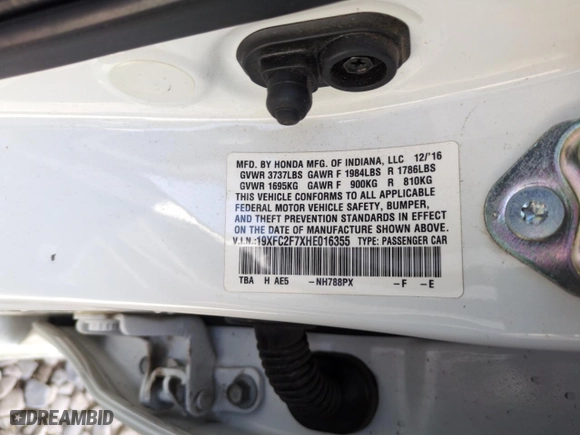 MFD. BY HONDA MFG. OF INDIANA, LLC 12/'16
GVWR 3737LBS GAWR F 1984LBS R 1786LBS
GVWR 1695KG GAWR F 900KG R 810KG
THIS VEHICLE CONFORMS TO ALL APPLICABLE
FEDERAL MOTOR VEHICLE SAFETY, BUMPER,
AND THEFT PREVENTION STANDARDS IN EFFECT
ON THE DATE OF MANUFACTURE SHOWN ABOVE.
V.I.N.:19XFC2F7XHE016355 TYPE: PASSENGER CAR
TBA H AE5 -NH788PX -F -E
DREAMBID